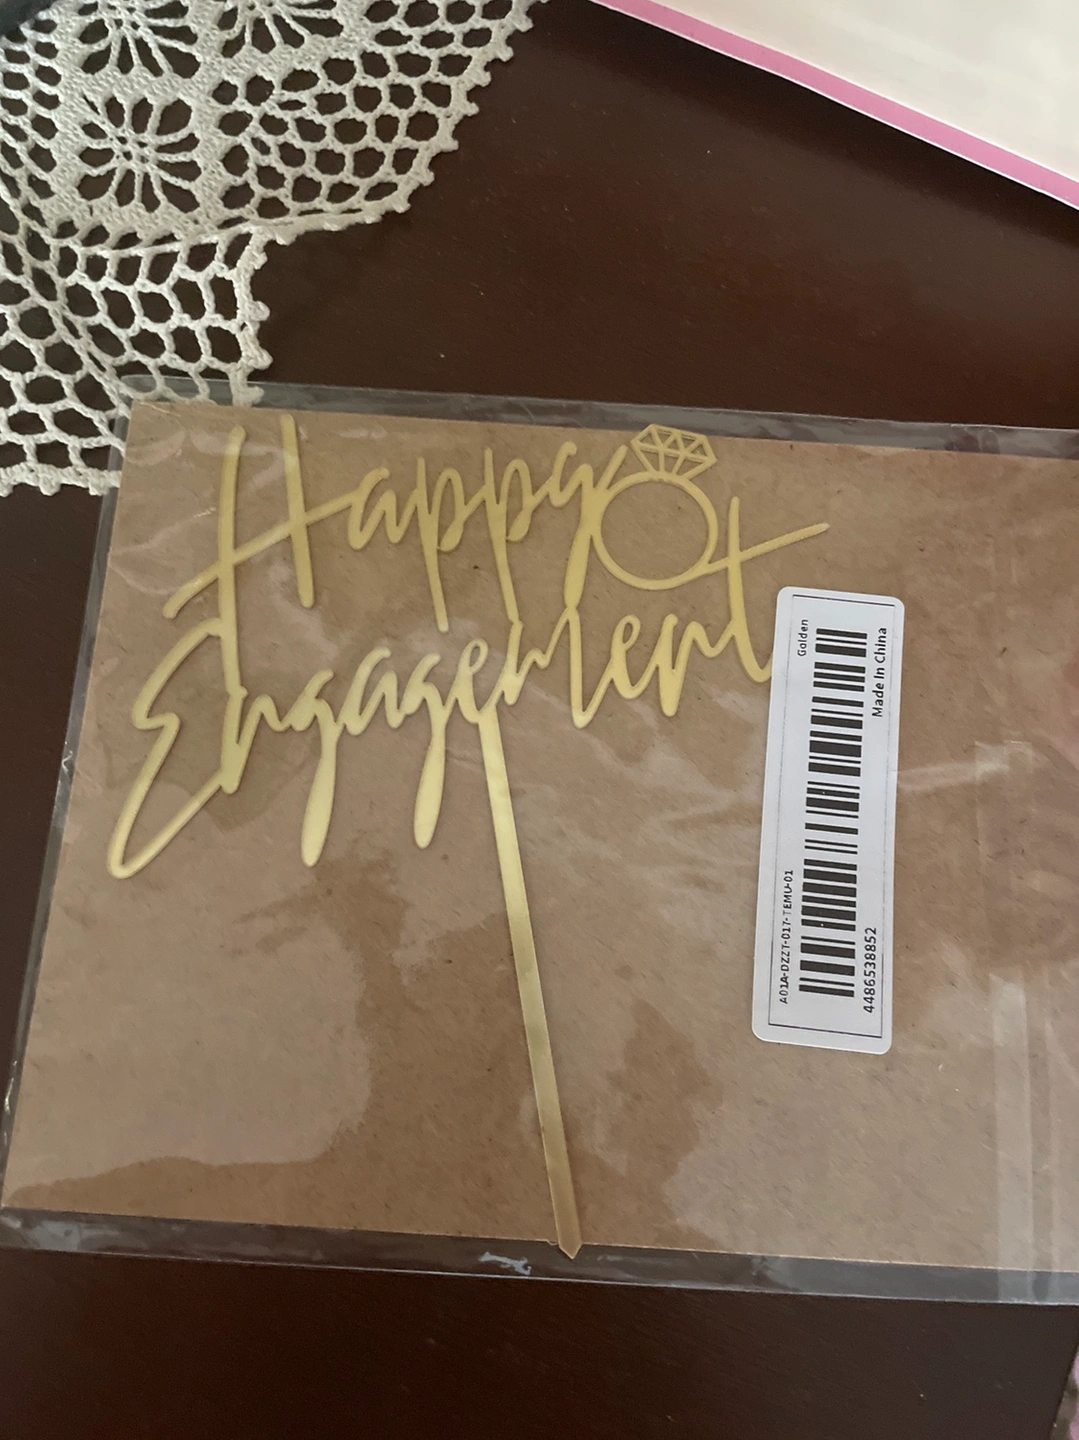 Happy
Engagement
Golden
Made In China
A01A-DZZT-017-TEMU-01
4486538852